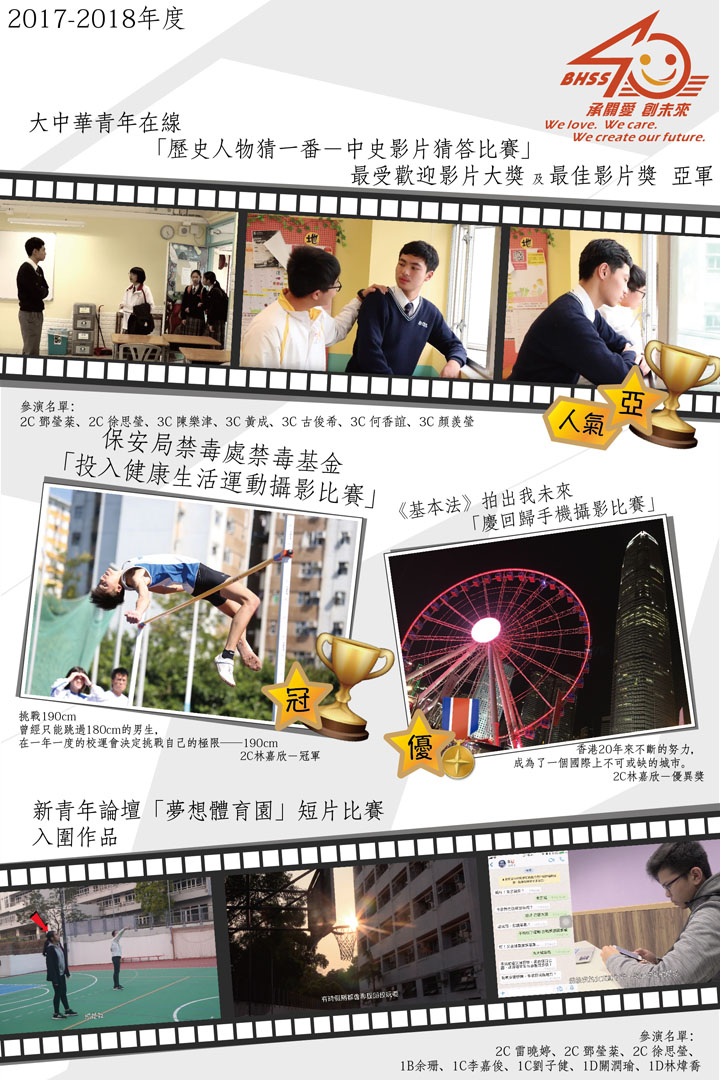 2017-2018年度
BHSS 40
承關愛 創未來
We love. We care.
We create our future.
大中華青年在線
「歷史人物猜一番－中史影片猜答比賽」
最受歡迎影片大獎 及 最佳影片獎 亞軍
地
地
人氣
亞
參演名單：
2C 鄧瑩葉、2C 徐思瑩、3C 陳樂津、3C 黃成、3C 古俊希、3C 何香誼、3C 顏羨瑩
保安局禁毒處禁毒基金
「投入健康生活運動攝影比賽」
《基本法》拍出我未來
「慶回歸手機攝影比賽」
冠
挑戰190cm
曾經只能跳過180cm的男生，
在一年一度的校運會決定挑戰自己的極限——190cm
2C林嘉欣－冠軍
優
香港20年來不斷的努力，
成為了一個國際上不可或缺的城市。
2C林嘉欣－優異獎
新青年論壇「夢想體育園」短片比賽
入圍作品
參演名單：
2C 雷曉婷、2C 鄧瑩葉、2C 徐思瑩、
1B余珊、1C李嘉俊、1C劉子健、1D關潤瑜、1D林煒喬